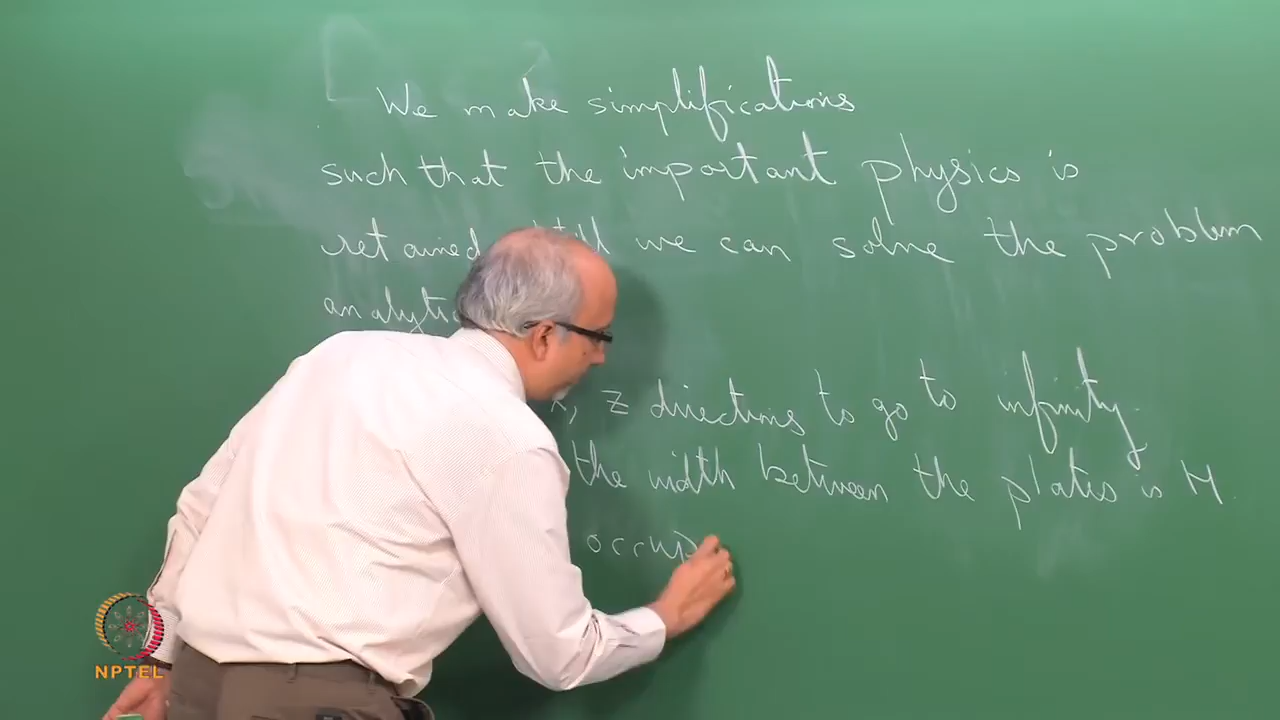 We make simplifications
such that the important physics is
we can solve the problem
x, z directions to go to infinity.
the width between the plates is H.
occup
NPTEL